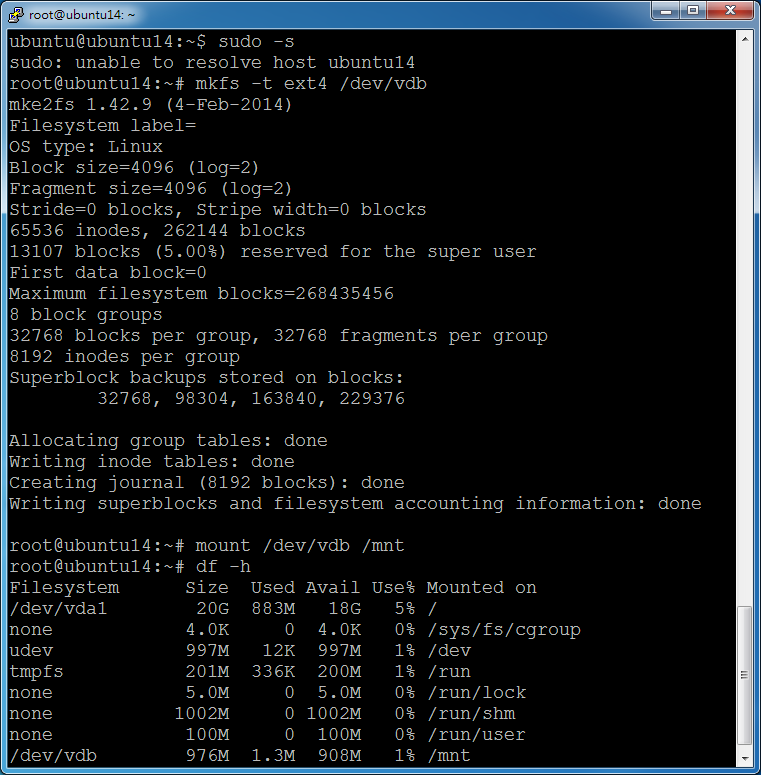 root@ubuntu14: ~
ubuntu@ubuntu14:~$ sudo -s
sudo: unable to resolve host ubuntu14
root@ubuntu14:~# mkfs -t ext4 /dev/vdb
mke2fs 1.42.9 (4-Feb-2014)
Filesystem label=
OS type: Linux
Block size=4096 (log=2)
Fragment size=4096 (log=2)
Stride=0 blocks, Stripe width=0 blocks
65536 inodes, 262144 blocks
13107 blocks (5.00%) reserved for the super user
First data block=0
Maximum filesystem blocks=268435456
8 block groups
32768 blocks per group, 32768 fragments per group
8192 inodes per group
Superblock backups stored on blocks:
        32768, 98304, 163840, 229376

Allocating group tables: done
Writing inode tables: done
Creating journal (8192 blocks): done
Writing superblocks and filesystem accounting information: done

root@ubuntu14:~# mount /dev/vdb /mnt
root@ubuntu14:~# df -h
Filesystem      Size  Used Avail Use% Mounted on
/dev/vda1        20G  883M   18G   5% /
none            4.0K     0  4.0K   0% /sys/fs/cgroup
udev            997M   12K  997M   1% /dev
tmpfs           201M  336K  200M   1% /run
none            5.0M     0  5.0M   0% /run/lock
none           1002M     0 1002M   0% /run/shm
none            100M     0  100M   0% /run/user
/dev/vdb        976M  1.3M  908M   1% /mnt